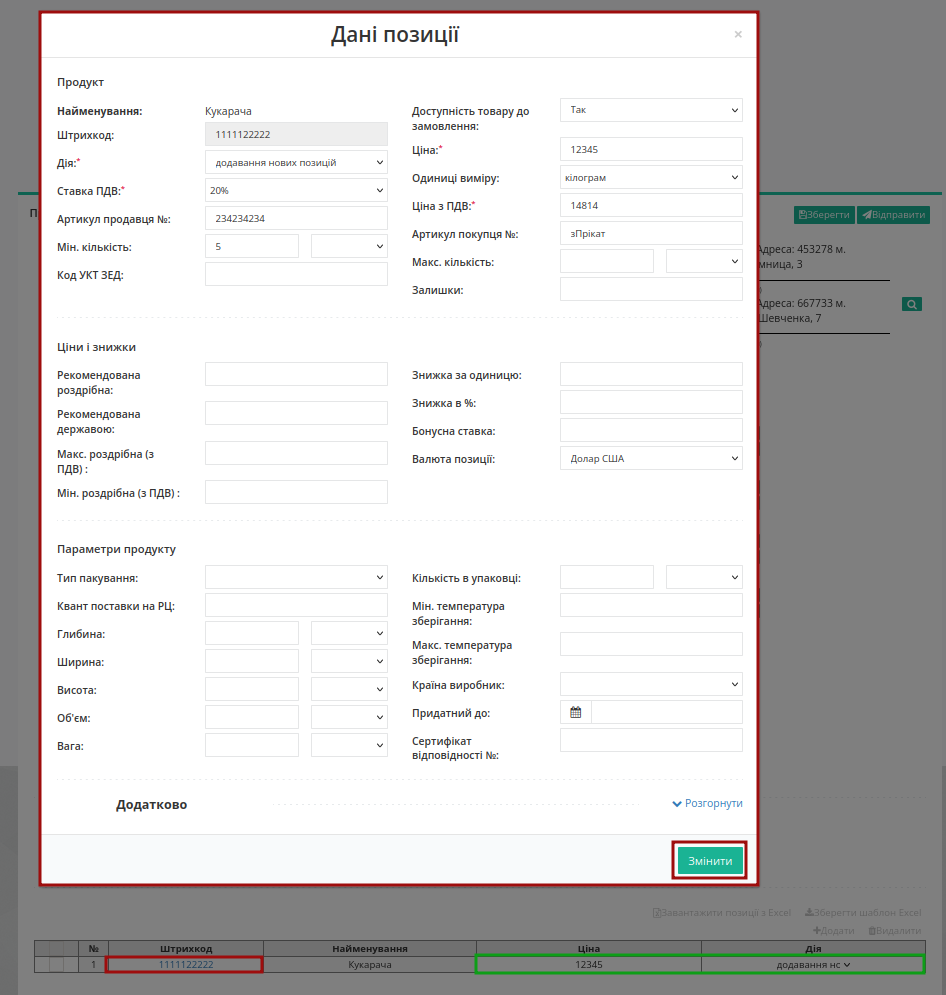 Дані позиції
×
Продукт
Найменування: Кукарача
Штрихкод: 1111122222
Дія:* додавання нових позицій
Ставка ПДВ:* 20%
Артикул продавця №: 234234234
Мін. кількість: 5
Код УКТ ЗЕД:
Доступність товару до
замовлення: Так
Ціна:* 12345
Одиниці виміру: кілограм
Ціна з ПДВ:* 14814
Артикул покупця №: зПрікат
Макс. кількість:
Залишки:
Ціни і знижки
Рекомендована
роздрібна:
Рекомендована
державою:
Макс. роздрібна (з
ПДВ) :
Мін. роздрібна (з ПДВ) :
Знижка за одиницю:
Знижка в %:
Бонусна ставка:
Валюта позиції: Долар США
Параметри продукту
Тип пакування:
Квант поставки на РЦ:
Глибина:
Ширина:
Висота:
Об'єм:
Вага:
Кількість в упаковці:
Мін. температура
зберігання:
Макс. температура
зберігання:
Країна виробник:
Придатний до:
Сертифікат
відповідності №:
Додатково
Розгорнути
Змінити
П
Зберегти Відправити
Адреса: 453278 м.
мница, 3
)
Адреса: 667733 м.
Шевченка, 7
)
Завантажити позиції з Excel Зберегти шаблон Excel
Додати Видалити
№ Штрихкод Найменування Ціна Дія
1 1111122222 Кукарача 12345 додавання нс